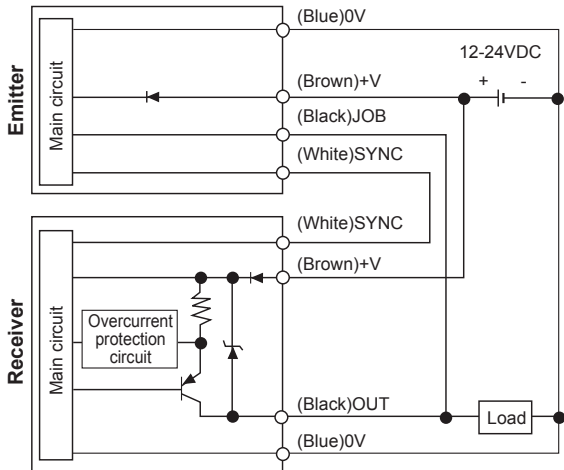 Emitter
Main circuit
(Blue)0V
12-24VDC
(Brown)+V
+ -
(Black)JOB
(White)SYNC
Receiver
Main circuit
(White)SYNC
(Brown)+V
Overcurrent
protection
circuit
(Black)OUT
Load
(Blue)0V